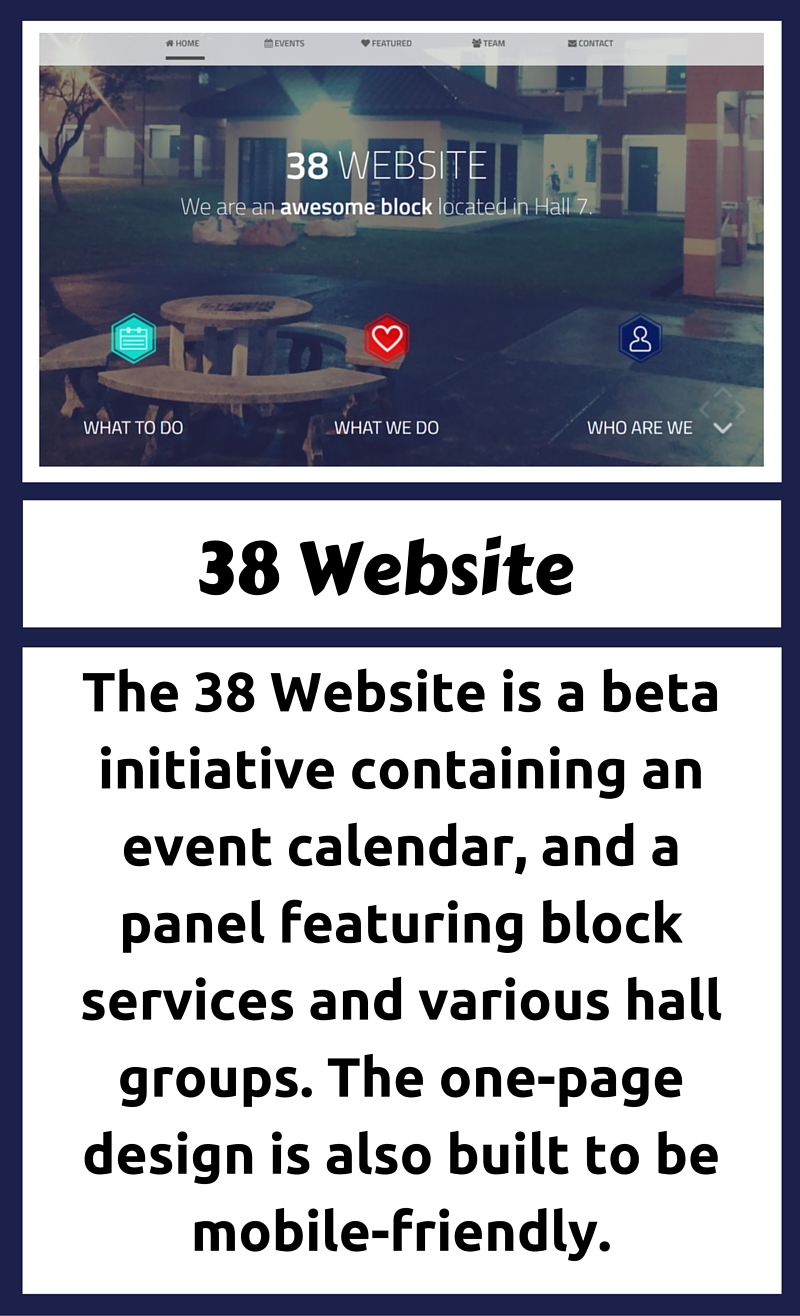 HOME EVENTS FEATURED TEAM CONTACT
38 WEBSITE
We are an awesome block located in Hall 7.
WHAT TO DO WHAT WE DO WHO ARE WE
38 Website
The 38 Website is a beta
initiative containing an
event calendar, and a
panel featuring block
services and various hall
groups. The one-page
design is also built to be
mobile-friendly.